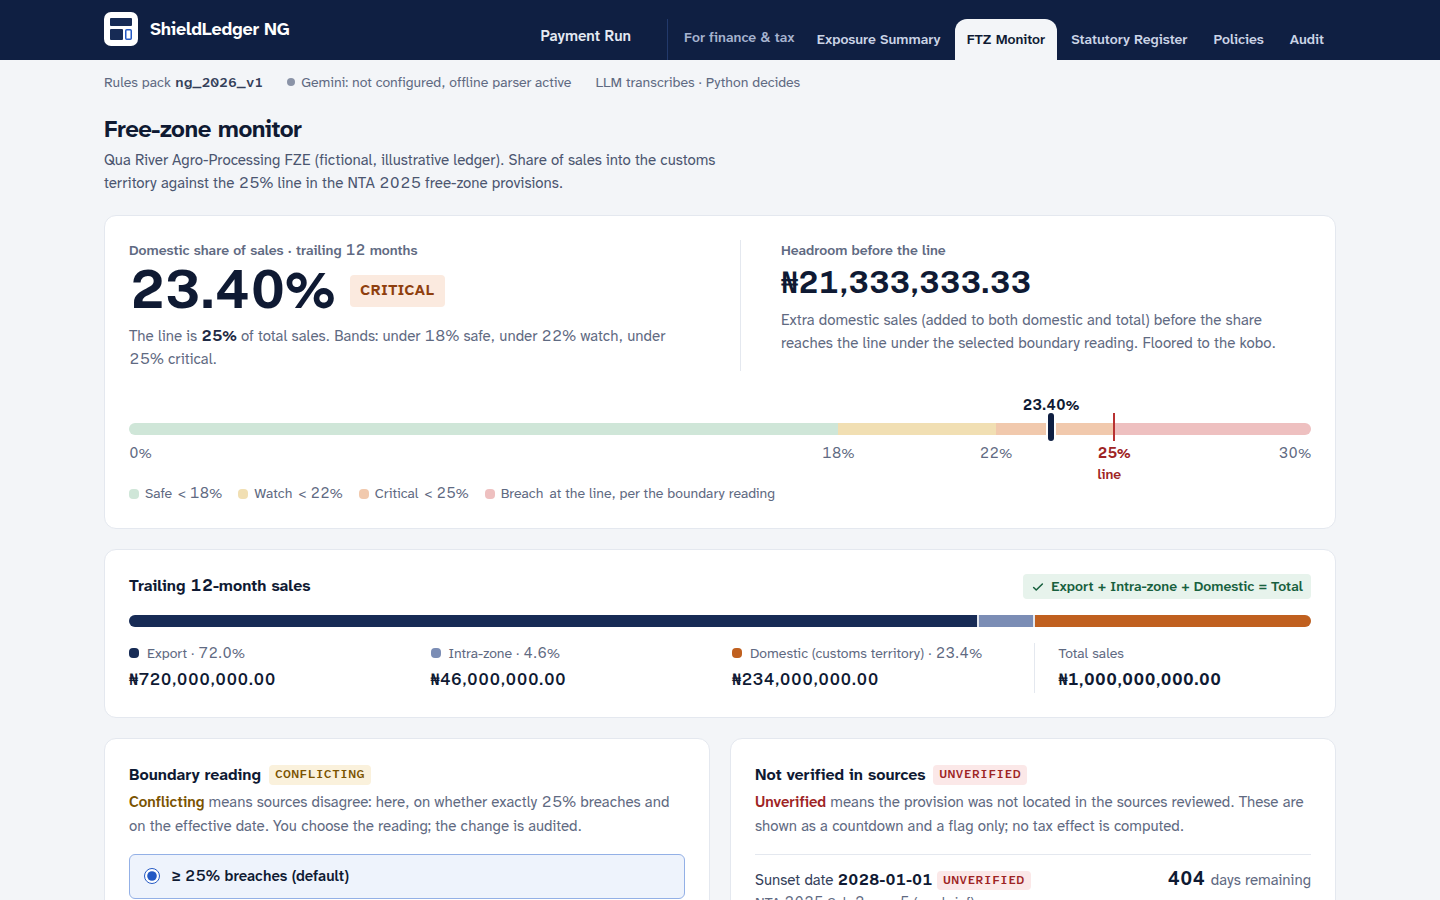 ShieldLedger NG
Payment Run
For finance & tax
Exposure Summary
FTZ Monitor
Statutory Register
Policies
Audit
Rules pack ng_2026_v1
Gemini: not configured, offline parser active
LLM transcribes · Python decides
Free-zone monitor
Qua River Agro-Processing FZE (fictional, illustrative ledger). Share of sales into the customs
territory against the 25% line in the NTA 2025 free-zone provisions.
Domestic share of sales · trailing 12 months
23.40% CRITICAL
The line is 25% of total sales. Bands: under 18% safe, under 22% watch, under
25% critical.
Headroom before the line
₦21,333,333.33
Extra domestic sales (added to both domestic and total) before the share
reaches the line under the selected boundary reading. Floored to the kobo.
23.40%
0% 18% 22% 25% 30%
line
Safe < 18% Watch < 22% Critical < 25% Breach at the line, per the boundary reading
Trailing 12-month sales
Export + Intra-zone + Domestic = Total
Export · 72.0%
₦720,000,000.00
Intra-zone · 4.6%
₦46,000,000.00
Domestic (customs territory) · 23.4%
₦234,000,000.00
Total sales
₦1,000,000,000.00
Boundary reading CONFLICTING
Conflicting means sources disagree: here, on whether exactly 25% breaches and
on the effective date. You choose the reading; the change is audited.
≥ 25% breaches (default)
Not verified in sources UNVERIFIED
Unverified means the provision was not located in the sources reviewed. These are
shown as a countdown and a flag only; no tax effect is computed.
Sunset date 2028-01-01 UNVERIFIED
404 days remaining